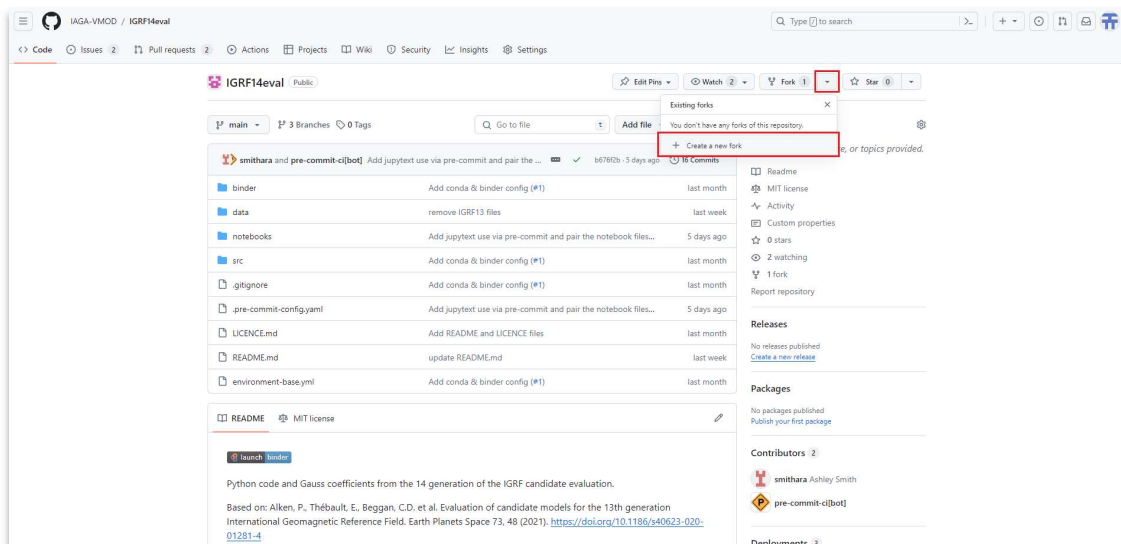 IAGA-VMOD / IGRF14eval
Type / to search
Code
Issues 2
Pull requests 2
Actions
Projects
Wiki
Security
Insights
Settings
IGRF14eval Public
Edit Pins
Watch 2
Fork 1
Star 0
Existing forks
You don't have any forks of this repository.
Create a new fork
main
3 Branches
0 Tags
Go to file
t
Add file
e, or topics provided.
smithara and pre-commit-ci[bot] Add jupytext use via pre-commit and pair the ...
b676f2b · 5 days ago
16 Commits
binder
Add conda & binder config (#1)
last month
data
remove IGRF13 files
last week
notebooks
Add jupytext use via pre-commit and pair the notebook files...
5 days ago
src
Add conda & binder config (#1)
last month
.gitignore
Add conda & binder config (#1)
last month
.pre-commit-config.yaml
Add jupytext use via pre-commit and pair the notebook files...
5 days ago
LICENCE.md
Add README and LICENCE files
last month
README.md
update README.md
last week
environment-base.yml
Add conda & binder config (#1)
last month
README
MIT license
launch binder
Python code and Gauss coefficients from the 14 generation of the IGRF candidate evaluation.
Based on: Alken, P., Thébault, E., Beggan, C.D. et al. Evaluation of candidate models for the 13th generation
International Geomagnetic Reference Field. Earth Planets Space 73, 48 (2021). https://doi.org/10.1186/s40623-020-
01281-4
Readme
MIT license
Activity
Custom properties
0 stars
2 watching
1 fork
Report repository
Releases
No releases published
Create a new release
Packages
No packages published
Publish your first package
Contributors 2
smithara Ashley Smith
pre-commit-ci[bot]
Deployments 3